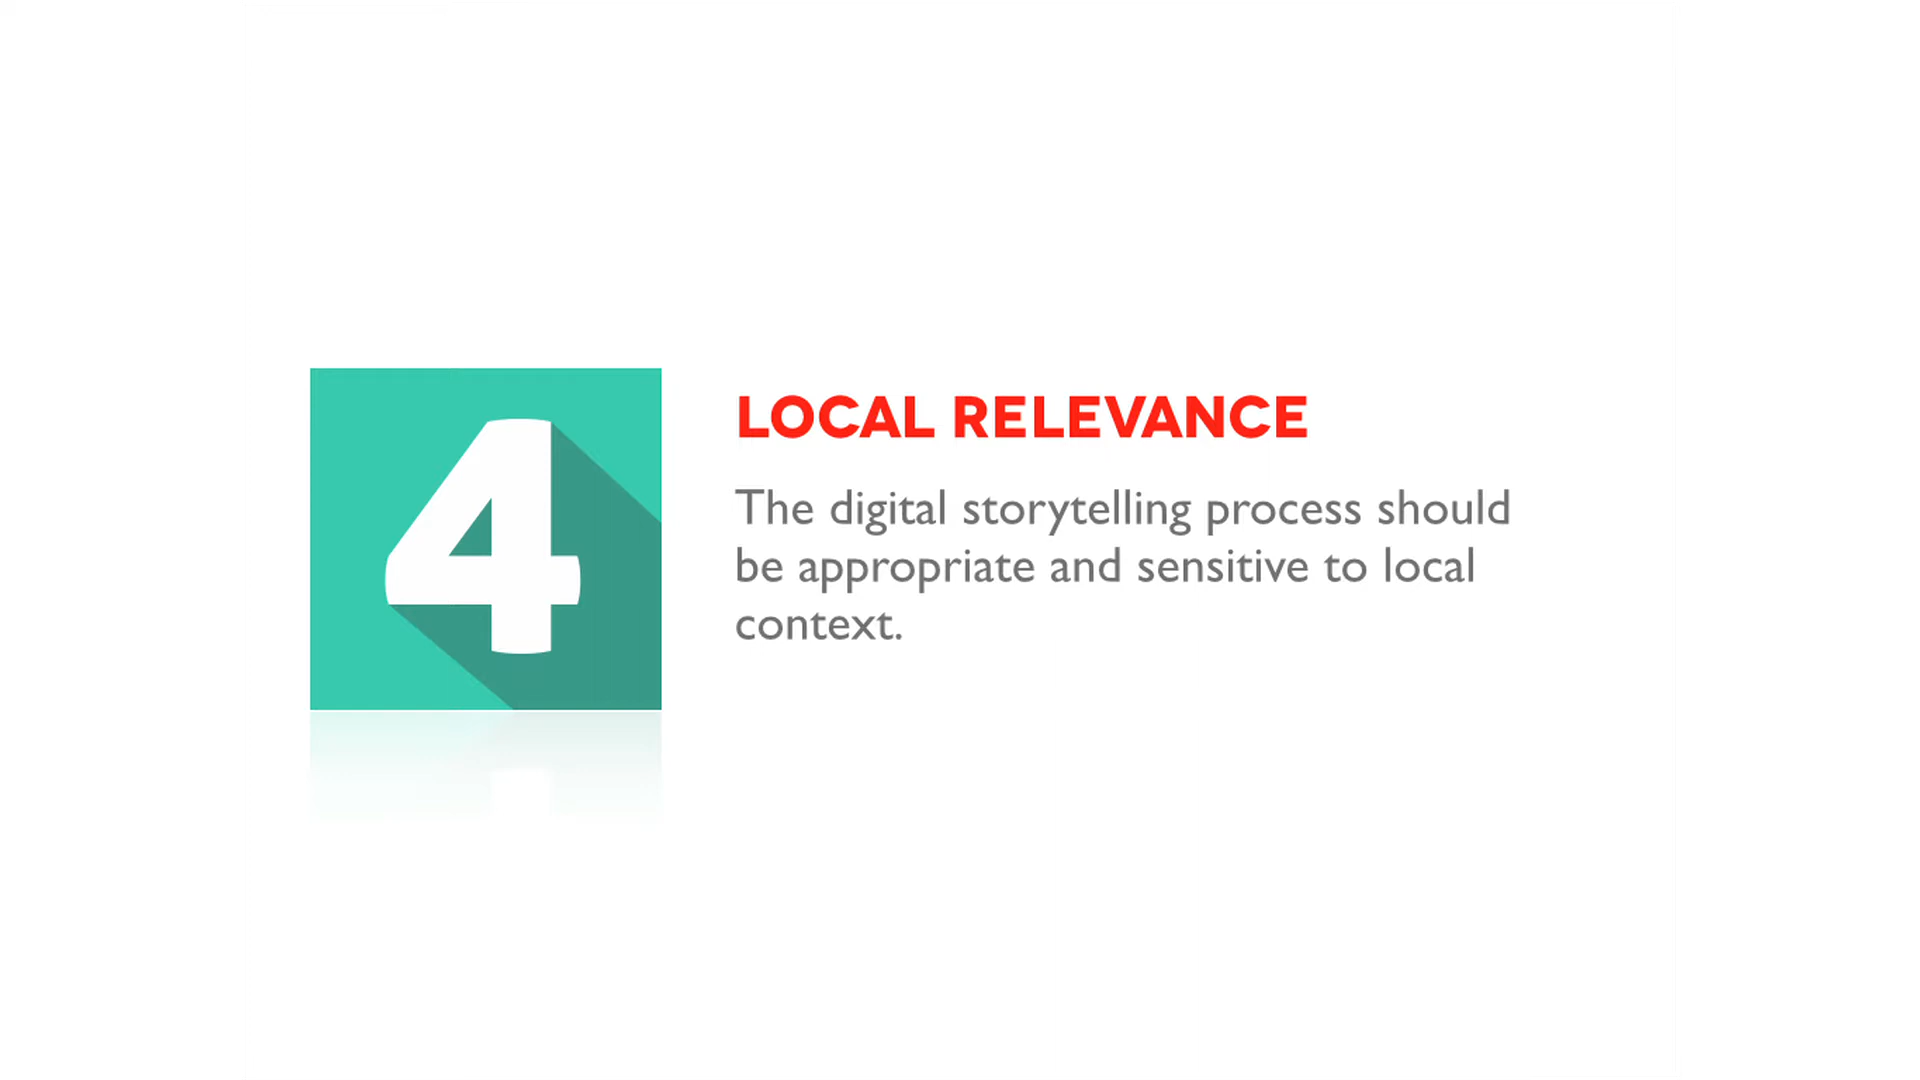 4
LOCAL RELEVANCE
The digital storytelling process should
be appropriate and sensitive to local
context.